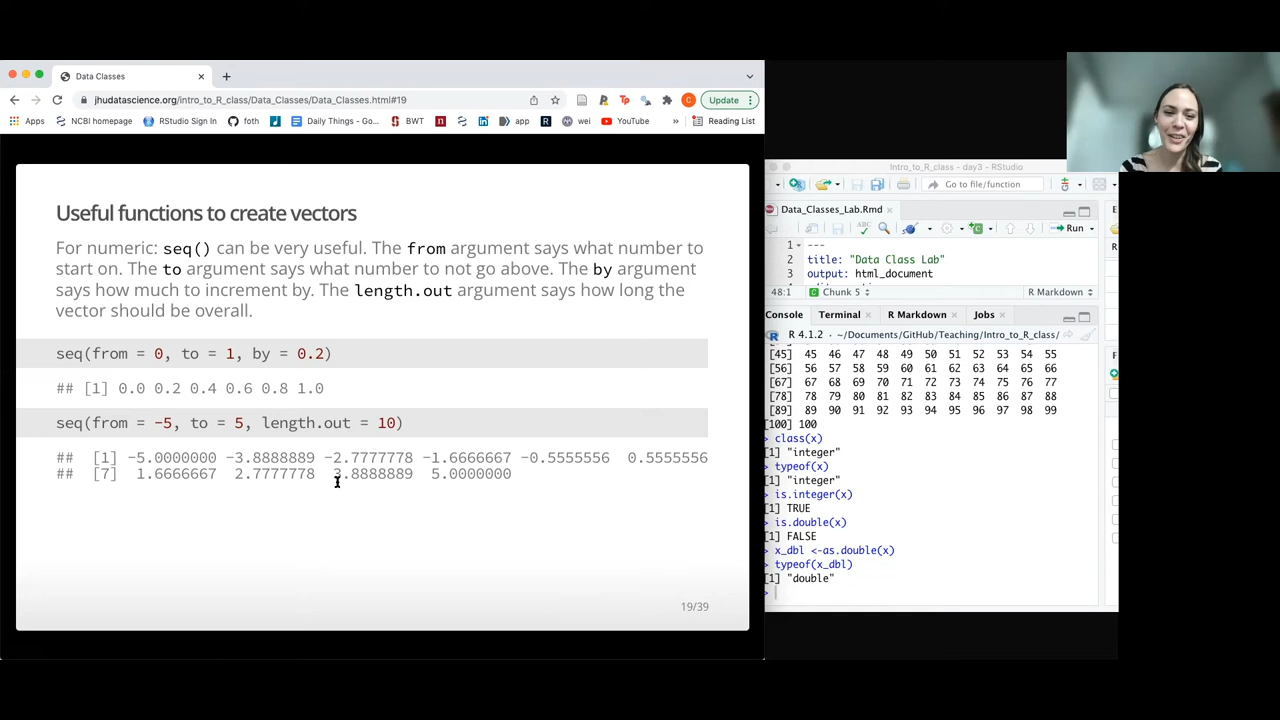 Data Classes
jhudatascience.org/intro_to_R_class/Data_Classes/Data_Classes.html#19
Update
Apps
NCBI homepage
RStudio Sign In
foth
Daily Things - Go...
BWT
app
wei
YouTube
»
Reading List
Useful functions to create vectors
For numeric: seq() can be very useful. The from argument says what number to
start on. The to argument says what number to not go above. The by argument
says how much to increment by. The length.out argument says how long the
vector should be overall.
seq(from = 0, to = 1, by = 0.2)
## [1] 0.0 0.2 0.4 0.6 0.8 1.0
seq(from = -5, to = 5, length.out = 10)
## [1] -5.0000000 -3.8888889 -2.7777778 -1.6666667 -0.5555556 0.5555556
## [7] 1.6666667 2.7777778 3.8888889 5.0000000
19/39
Intro_to_R_class - day3 - RStudio
Go to file/function
Data_Classes_Lab.Rmd
Run
1 ---
2 title: "Data Class Lab"
3 output: html_document
48:1 Chunk 5 R Markdown
Console Terminal R Markdown Jobs
R 4.1.2 · ~/Documents/GitHub/Teaching/Intro_to_R_class/
[45] 45 46 47 48 49 50 51 52 53 54 55
[56] 56 57 58 59 60 61 62 63 64 65 66
[67] 67 68 69 70 71 72 73 74 75 76 77
[78] 78 79 80 81 82 83 84 85 86 87 88
[89] 89 90 91 92 93 94 95 96 97 98 99
[100] 100
> class(x)
[1] "integer"
> typeof(x)
[1] "integer"
> is.integer(x)
[1] TRUE
> is.double(x)
[1] FALSE
> x_dbl <-as.double(x)
> typeof(x_dbl)
[1] "double"
>